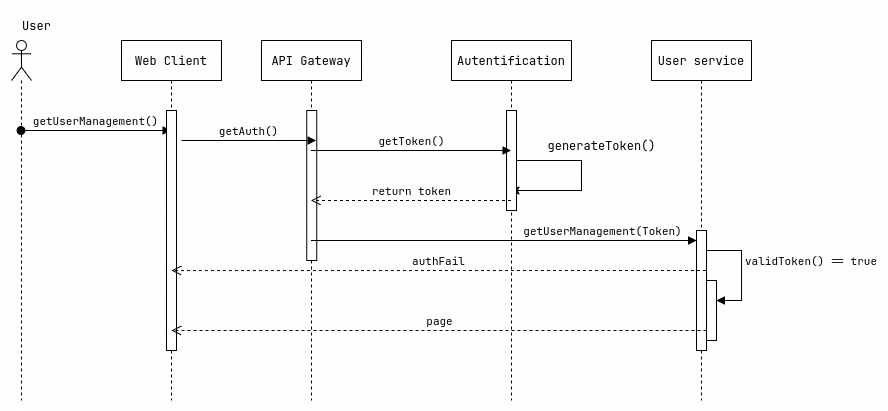 User
Web Client
API Gateway
Autentification
User service
getUserManagement()
getAuth()
getToken()
generateToken()
return token
getUserManagement(Token)
authFail
validToken() == true
page